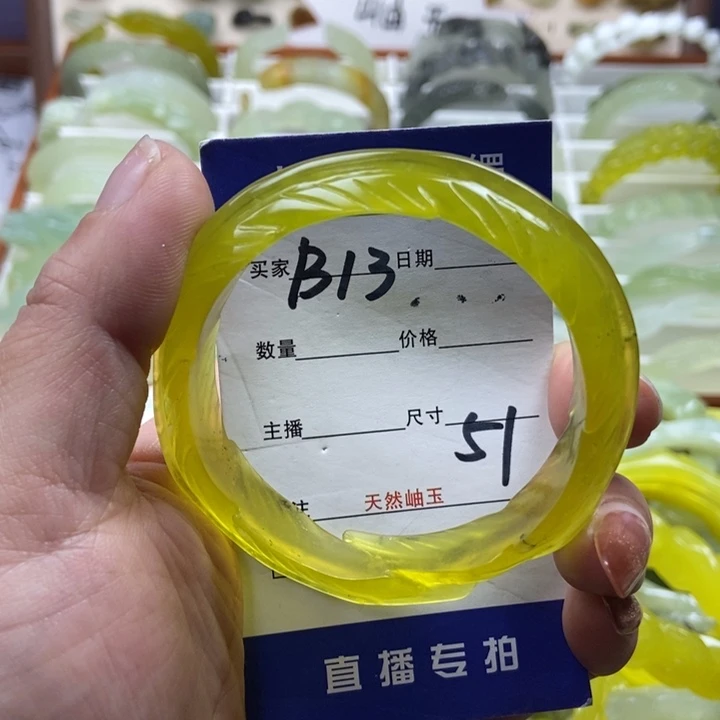 买家 B13 日期
数量 价格
主播 尺寸 51
注 天然岫玉
直播专拍